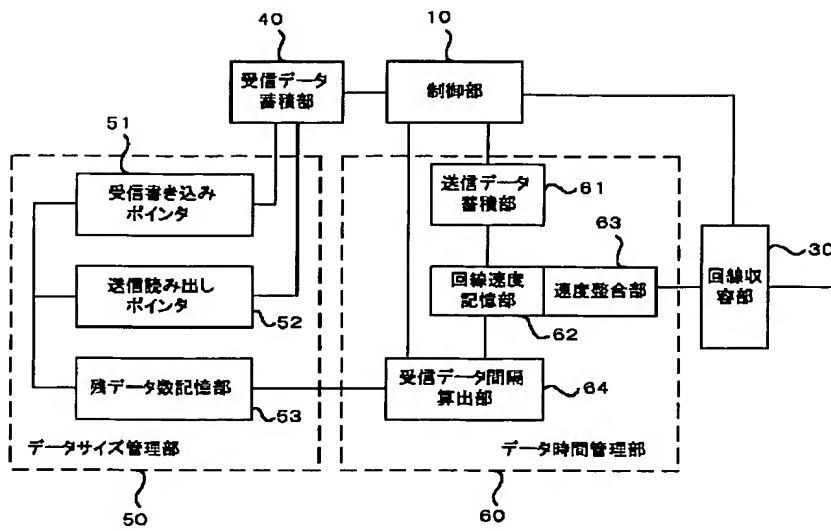 40
10
受信データ
蓄積部
制御部
51
受信書き込み
ポインタ
送信データ
蓄積部
61
63
30
送信読み出し
ポインタ
52
回線速度
記憶部
速度整合部
62
回線収
容部
残データ数記憶部
53
受信データ間隔
算出部
64
データサイズ管理部
データ時間管理部
50
60